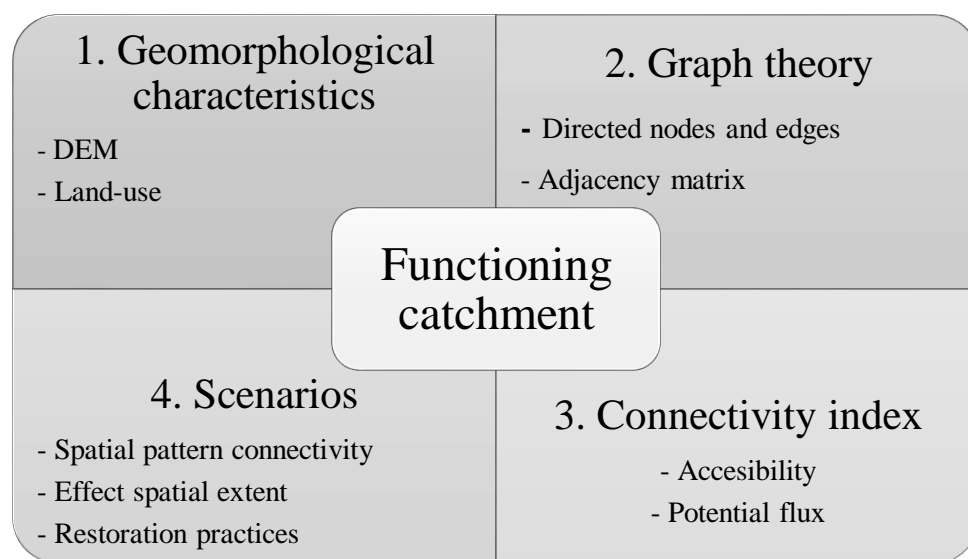 1. Geomorphological
characteristics
- DEM
- Land-use
2. Graph theory
- Directed nodes and edges
- Adjacency matrix
Functioning
catchment
4. Scenarios
- Spatial pattern connectivity
- Effect spatial extent
- Restoration practices
3. Connectivity index
- Accesibility
- Potential flux